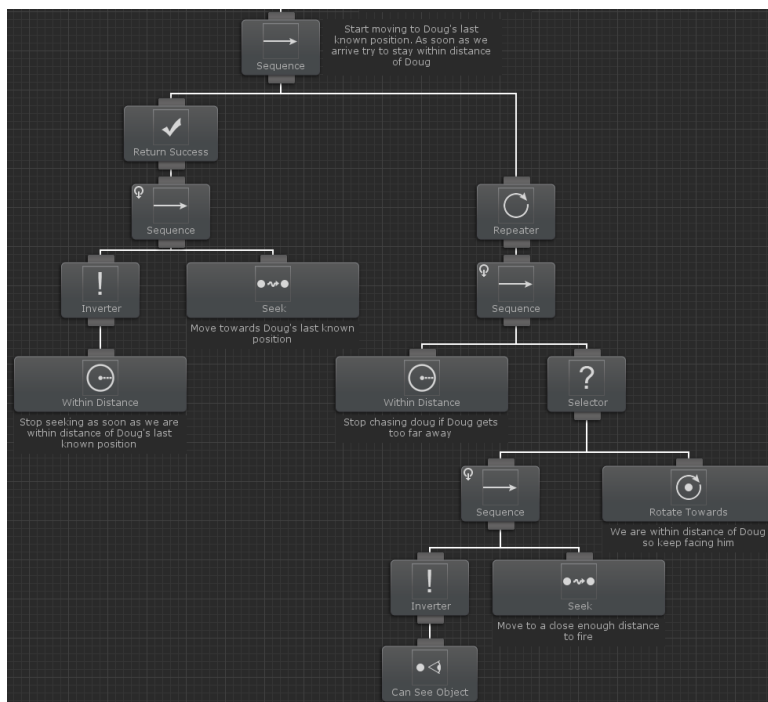 Sequence
Start moving to Doug's last
known position. As soon as we
arrive try to stay within distance
of Doug
Return Success
Sequence
Repeater
Inverter
Seek
Move towards Doug's last known
position
Sequence
Within Distance
Stop seeking as soon as we are
within distance of Doug's last
known position
Within Distance
Stop chasing doug if Doug gets
too far away
Selector
Sequence
Rotate Towards
We are within distance of Doug
so keep facing him
Inverter
Seek
Move to a close enough distance
to fire
Can See Object